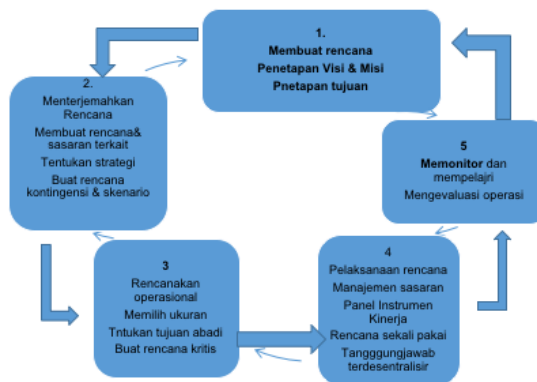 1.
Membuat rencana
Penetapan Visi & Misi
Pnetapan tujuan
2.
Menterjemahkan
Rencana
Membuat rencana&
sasaran terkait
Tentukan strategi
Buat rencana
kontingensi & skenario
3
Rencanakan
operasional
Memilih ukuran
Tntukan tujuan abadi
Buat rencana kritis
4
Pelaksanaan rencana
Manajemen sasaran
Panel Instrumen
Kinerja
Rencana sekali pakai
Tangggungjawab
terdesentralisir
5
Memonitor dan
mempelajri
Mengevaluasi operasi